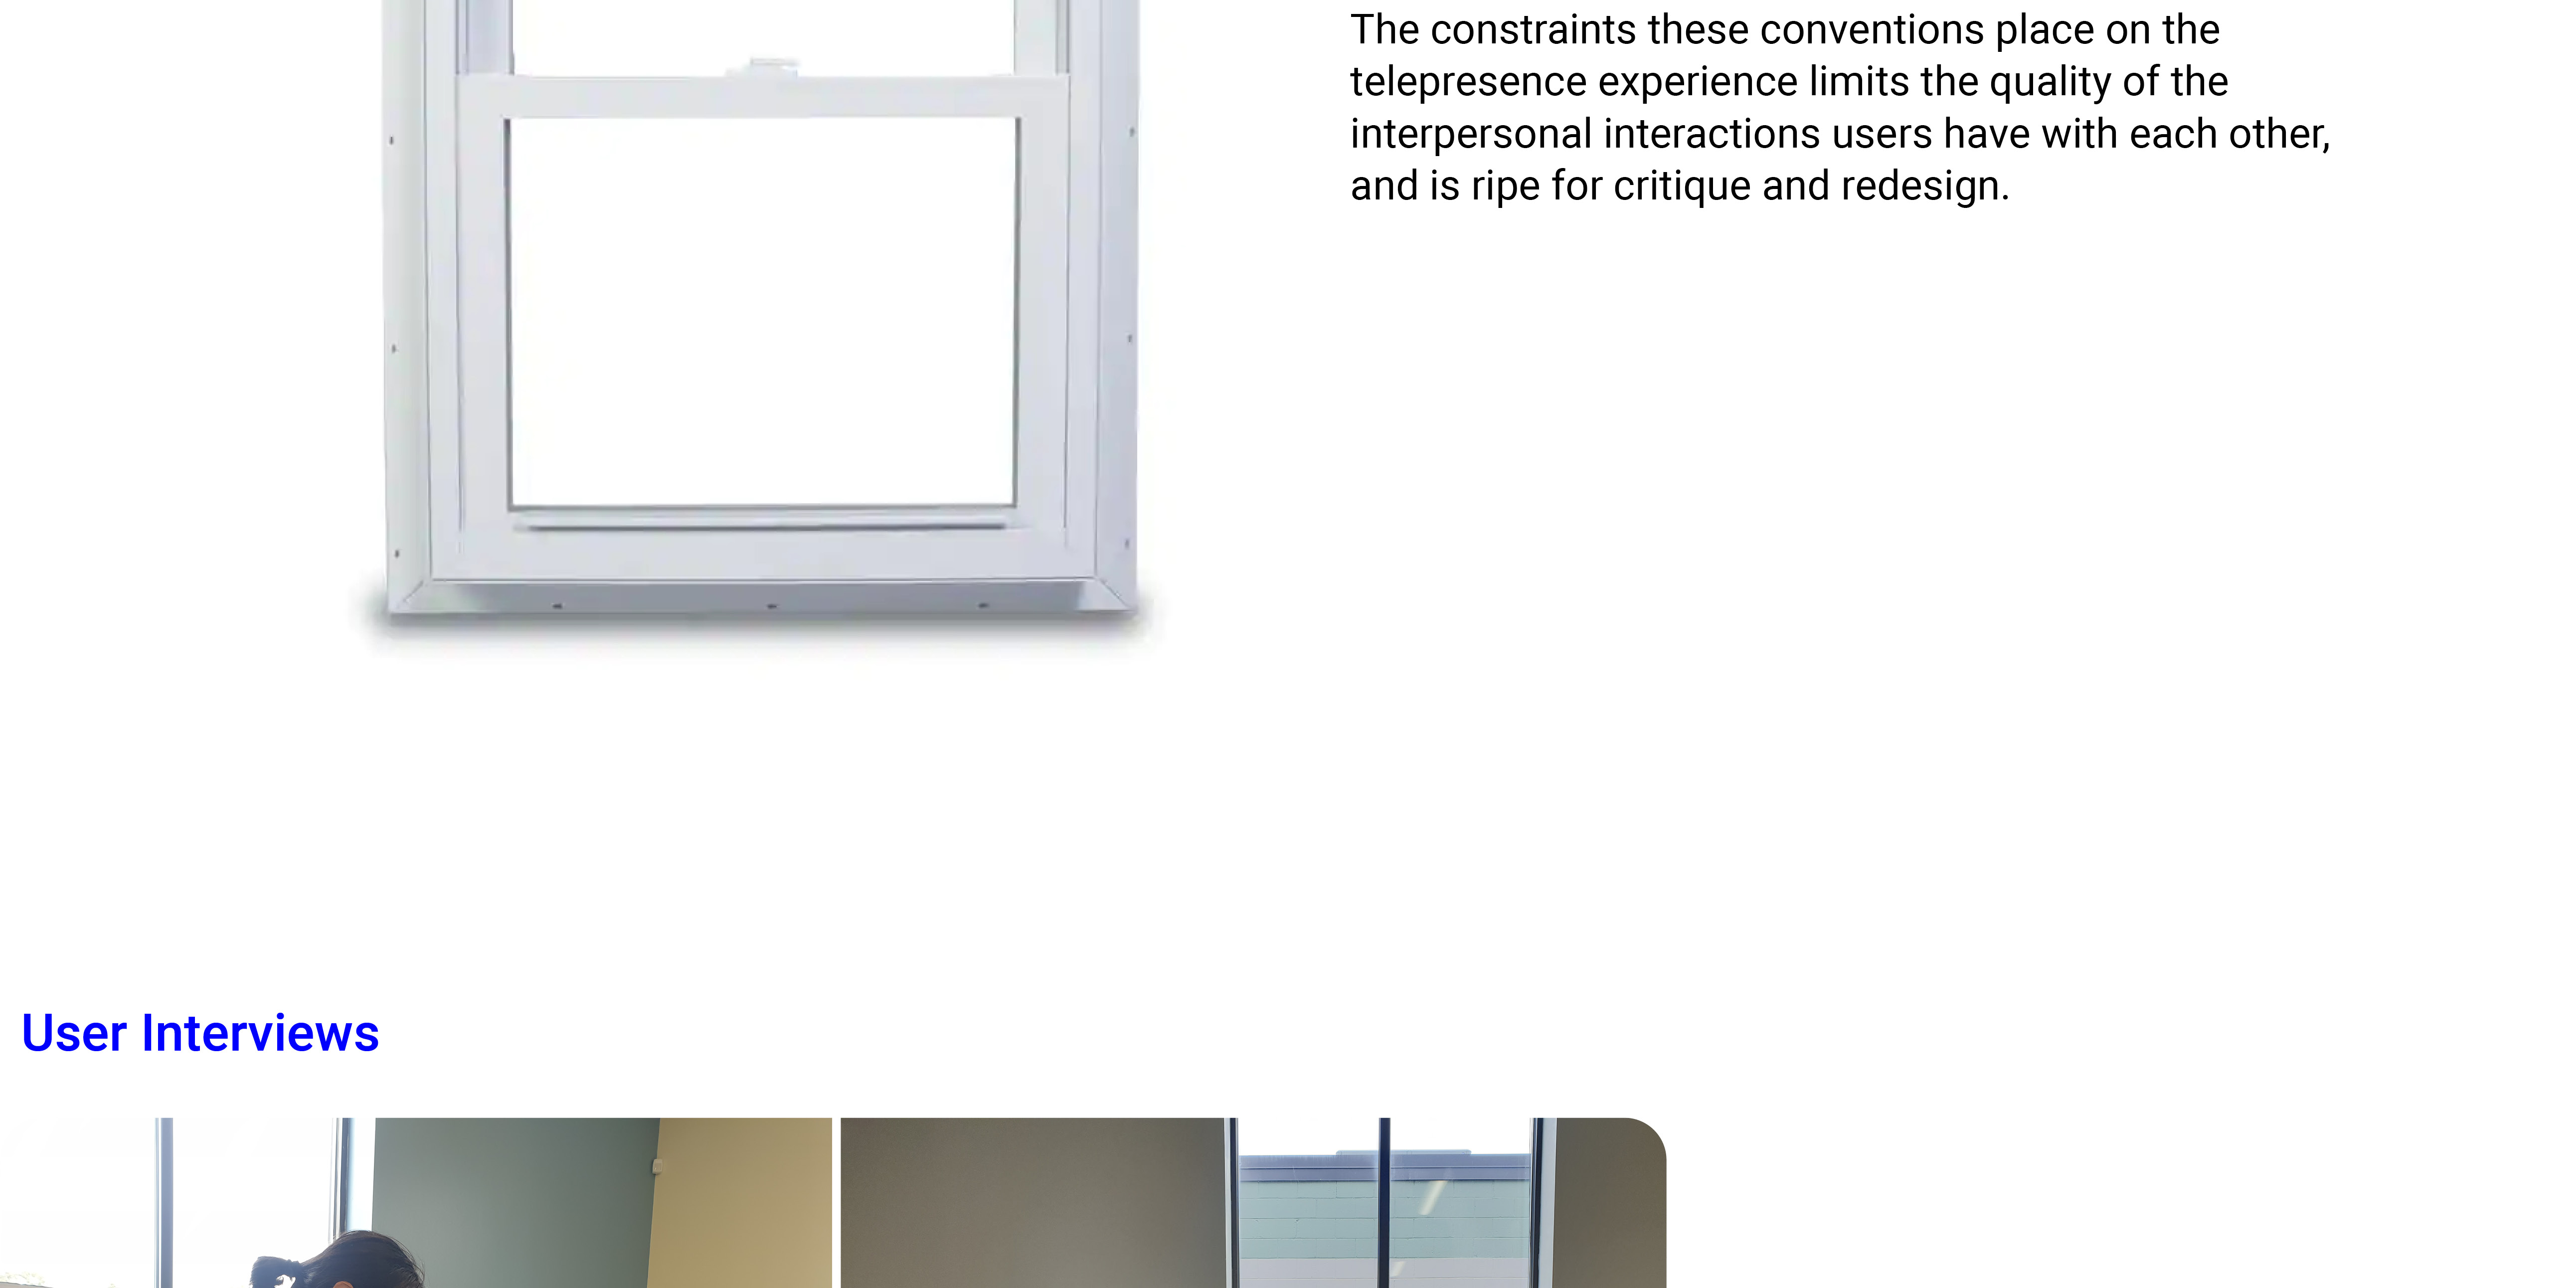 The constraints these conventions place on the
telepresence experience limits the quality of the
interpersonal interactions users have with each other,
and is ripe for critique and redesign.
User Interviews